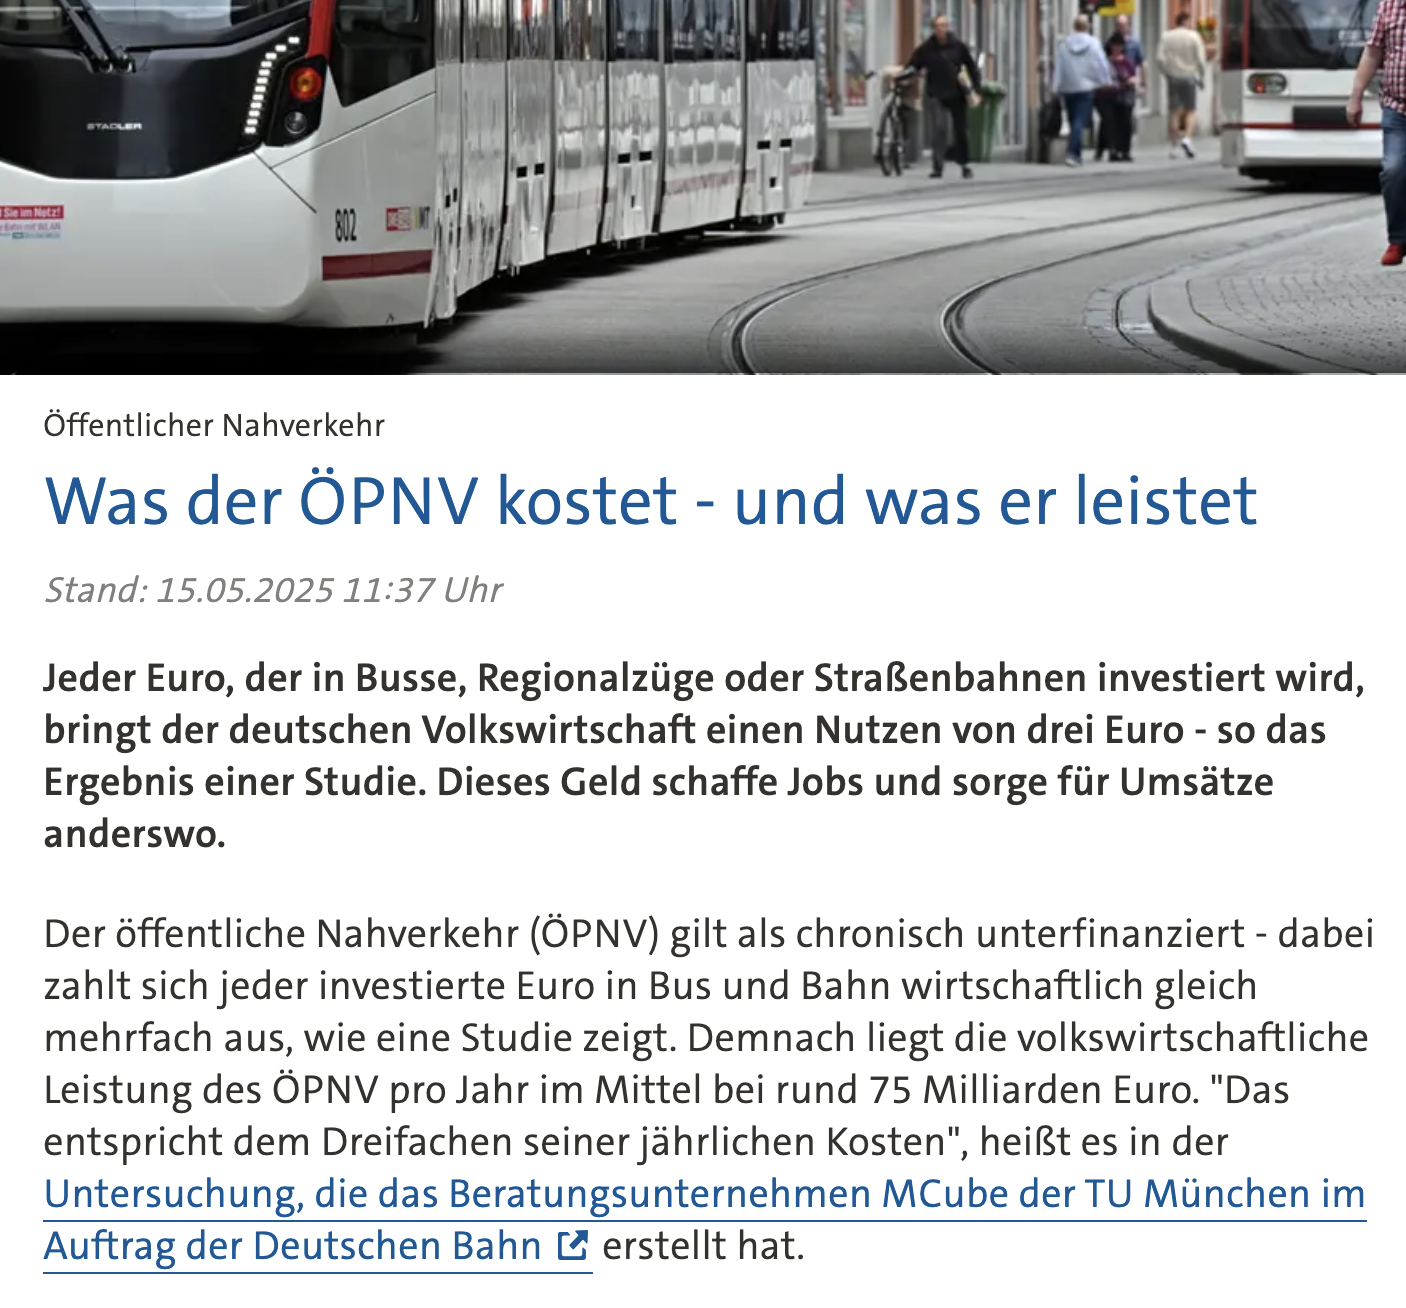 STADLER
Sie im Netz!
802
Öffentlicher Nahverkehr
Was der ÖPNV kostet - und was er leistet
Stand: 15.05.2025 11:37 Uhr
Jeder Euro, der in Busse, Regionalzüge oder Straßenbahnen investiert wird,
bringt der deutschen Volkswirtschaft einen Nutzen von drei Euro - so das
Ergebnis einer Studie. Dieses Geld schaffe Jobs und sorge für Umsätze
anderswo.
Der öffentliche Nahverkehr (ÖPNV) gilt als chronisch unterfinanziert - dabei
zahlt sich jeder investierte Euro in Bus und Bahn wirtschaftlich gleich
mehrfach aus, wie eine Studie zeigt. Demnach liegt die volkswirtschaftliche
Leistung des ÖPNV pro Jahr im Mittel bei rund 75 Milliarden Euro. "Das
entspricht dem Dreifachen seiner jährlichen Kosten", heißt es in der
Untersuchung, die das Beratungsunternehmen MCube der TU München im
Auftrag der Deutschen Bahn erstellt hat.